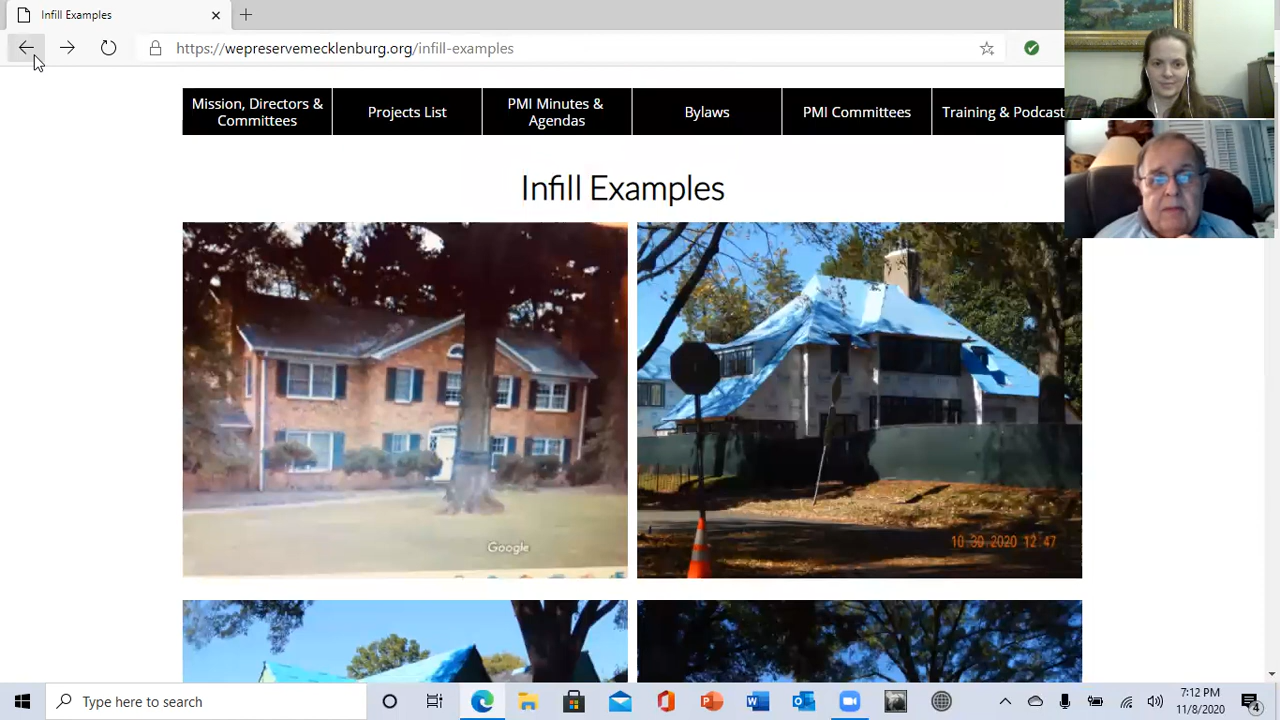 Infill Examples
https://wepreservemecklenburg.org/infill-examples
Mission, Directors &
Committees
Projects List
PMI Minutes &
Agendas
Bylaws
PMI Committees
Training & Podcast
Infill Examples
Google
10 30 2020 12 47
Type here to search
7:12 PM
11/8/2020
4